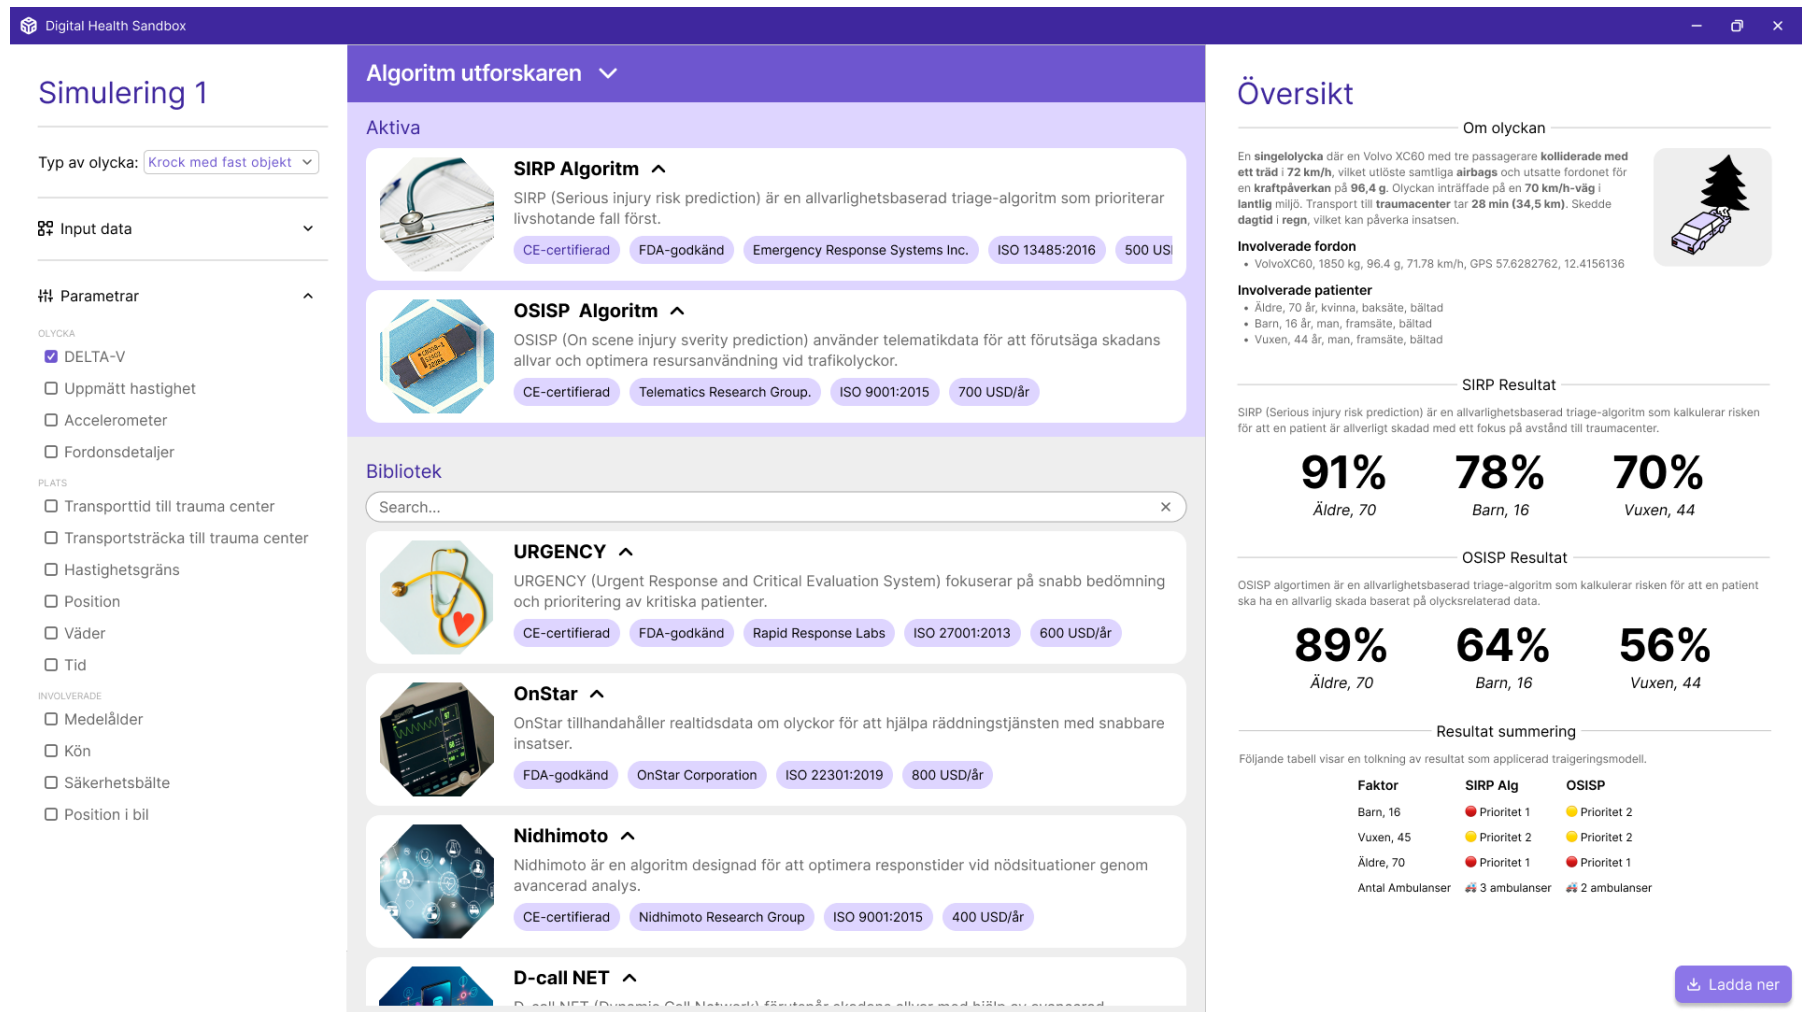 Digital Health Sandbox
Simulering 1
Typ av olycka: Krock med fast objekt
Input data
Parametrar
OLYCKA
DELTA-V
Uppmätt hastighet
Accelerometer
Fordonsdetaljer
PLATS
Transporttid till trauma center
Transportsträcka till trauma center
Hastighetsgräns
Position
Väder
Tid
INVOLVERADE
Medelålder
Kön
Säkerhetsbälte
Position i bil
Algoritm utforskaren
Aktiva
SIRP Algoritm
SIRP (Serious injury risk prediction) är en allvarlighetsbaserad triage-algoritm som prioriterar
livshotande fall först.
CE-certifierad FDA-godkänd Emergency Response Systems Inc. ISO 13485:2016 500 US
OSISP Algoritm
OSISP (On scene injury sverity prediction) använder telematikdata för att förutsäga skadans
allvar och optimera resursanvändning vid trafikolyckor.
CE-certifierad Telematics Research Group. ISO 9001:2015 700 USD/år
Bibliotek
Search...
URGENCY
URGENCY (Urgent Response and Critical Evaluation System) fokuserar på snabb bedömning
och prioritering av kritiska patienter.
CE-certifierad FDA-godkänd Rapid Response Labs ISO 27001:2013 600 USD/år
OnStar
OnStar tillhandahåller realtidsdata om olyckor för att hjälpa räddningstjänsten med snabbare
insatser.
FDA-godkänd OnStar Corporation ISO 22301:2019 800 USD/år
Nidhimoto
Nidhimoto är en algoritm designad för att optimera responstider vid nödsituationer genom
avancerad analys.
CE-certifierad Nidhimoto Research Group ISO 9001:2015 400 USD/år
D-call NET
D-call NET (Dynamic Call Network) förutspår skadans allvar med hjälp av avancerad
Översikt
Om olyckan
En singelolycka där en Volvo XC60 med tre passagerare kolliderade med
ett träd i 72 km/h, vilket utlöste samtliga airbags och utsatte fordonet för
en kraftpåverkan på 96,4 g. Olyckan inträffade på en 70 km/h-väg i
lantlig miljö. Transport till traumacenter tar 28 min (34,5 km). Skedde
dagtid i regn, vilket kan påverka insatsen.
Involverade fordon
• VolvoXC60, 1850 kg, 96.4 g, 71.78 km/h, GPS 57.6282762, 12.4156136
Involverade patienter
• Äldre, 70 år, kvinna, baksäte, bältad
• Barn, 16 år, man, framsäte, bältad
• Vuxen, 44 år, man, framsäte, bältad
SIRP Resultat
SIRP (Serious injury risk prediction) är en allvarlighetsbaserad triage-algoritm som kalkulerar risken
för att en patient är allverligt skadad med ett fokus på avstånd till traumacenter.
91% 78% 70%
Äldre, 70 Barn, 16 Vuxen, 44
OSISP Resultat
OSISP algortimen är en allvarlighetsbaserad triage-algoritm som kalkulerar risken för att en patient
ska ha en allvarlig skada baserat på olycksrelaterad data.
89% 64% 56%
Äldre, 70 Barn, 16 Vuxen, 44
Resultat summering
Följande tabell visar en tolkning av resultat som applicerad traigeringsmodell.
Faktor SIRP Alg OSISP
Barn, 16 Prioritet 1 Prioritet 2
Vuxen, 45 Prioritet 2 Prioritet 2
Äldre, 70 Prioritet 1 Prioritet 1
Antal Ambulanser 3 ambulanser 2 ambulanser
Ladda ner